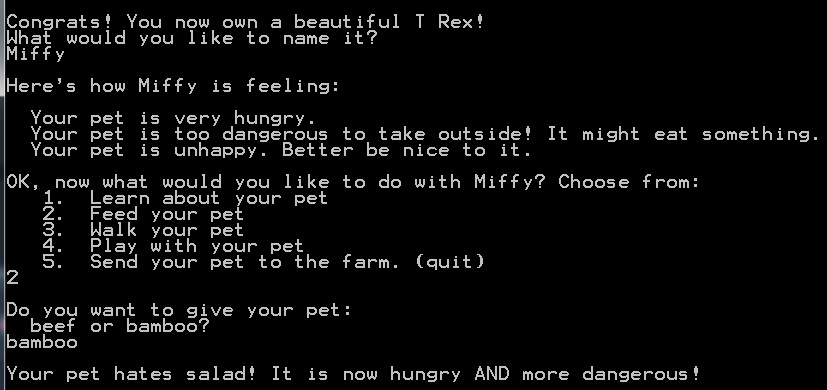 Congrats! You now own a beautiful T Rex!
What would you like to name it?
Miffy
Here's how Miffy is feeling:
Your pet is very hungry.
Your pet is too dangerous to take outside! It might eat something.
Your pet is unhappy. Better be nice to it.
OK, now what would you like to do with Miffy? Choose from:
1. Learn about your pet
2. Feed your pet
3. Walk your pet
4. Play with your pet
5. Send your pet to the farm. (quit)
2
Do you want to give your pet:
beef or bamboo?
bamboo
Your pet hates salad! It is now hungry AND more dangerous!